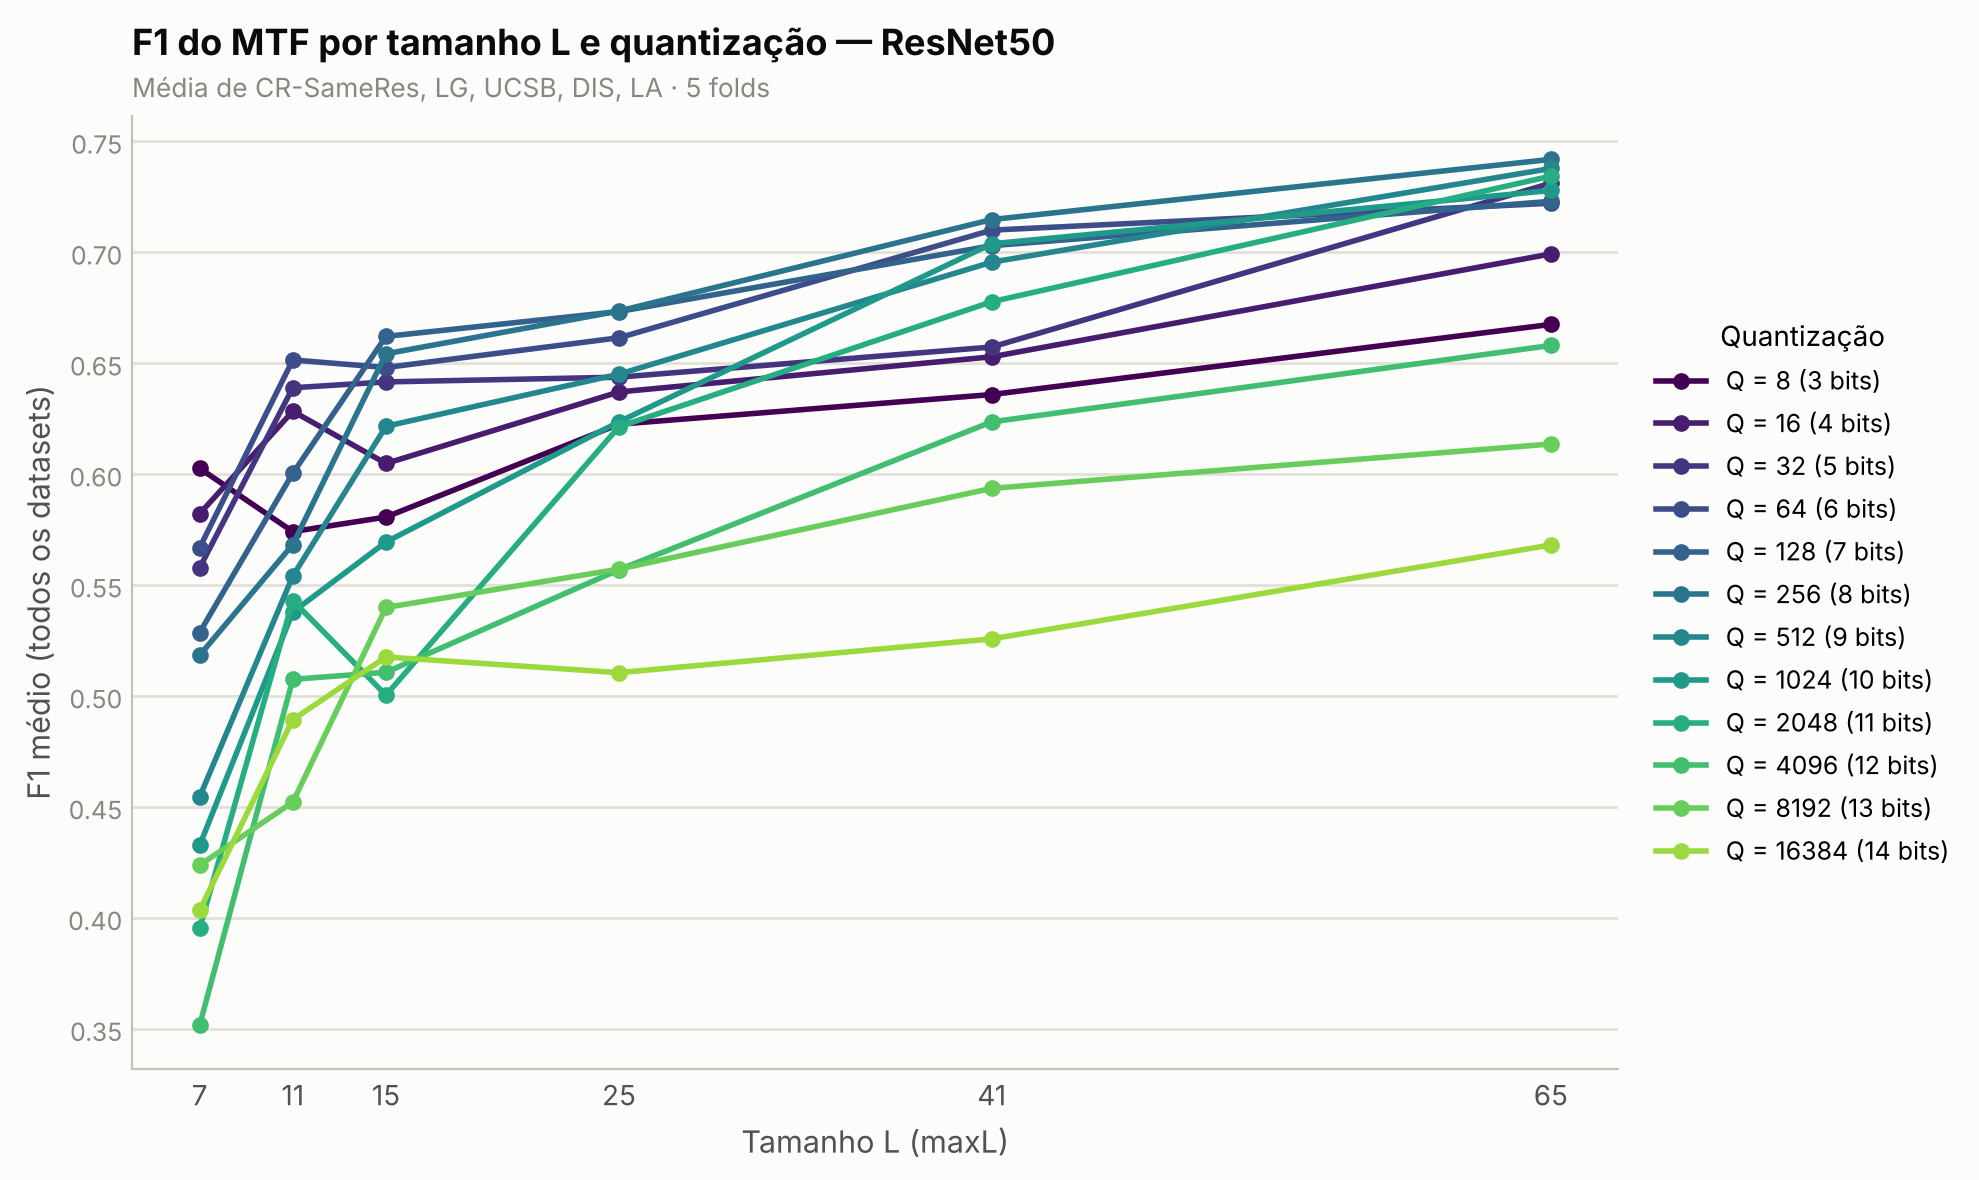 F1 do MTF por tamanho L e quantização — ResNet50
Média de CR-SameRes, LG, UCSB, DIS, LA · 5 folds
F1 médio (todos os datasets)
0.75
0.70
0.65
0.60
0.55
0.50
0.45
0.40
0.35
7 11 15 25 41 65
Tamanho L (maxL)
Quantização
Q = 8 (3 bits)
Q = 16 (4 bits)
Q = 32 (5 bits)
Q = 64 (6 bits)
Q = 128 (7 bits)
Q = 256 (8 bits)
Q = 512 (9 bits)
Q = 1024 (10 bits)
Q = 2048 (11 bits)
Q = 4096 (12 bits)
Q = 8192 (13 bits)
Q = 16384 (14 bits)